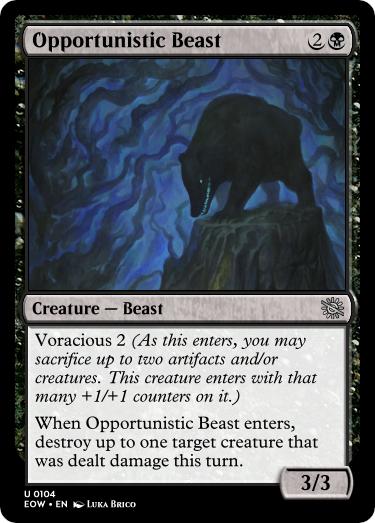 Opportunistic Beast 2
Creature — Beast
Voracious 2 (As this enters, you may
sacrifice up to two artifacts and/or
creatures. This creature enters with that
many +1/+1 counters on it.)
When Opportunistic Beast enters,
destroy up to one target creature that
was dealt damage this turn.
3/3
U 0104
EOW • EN Luka Brico